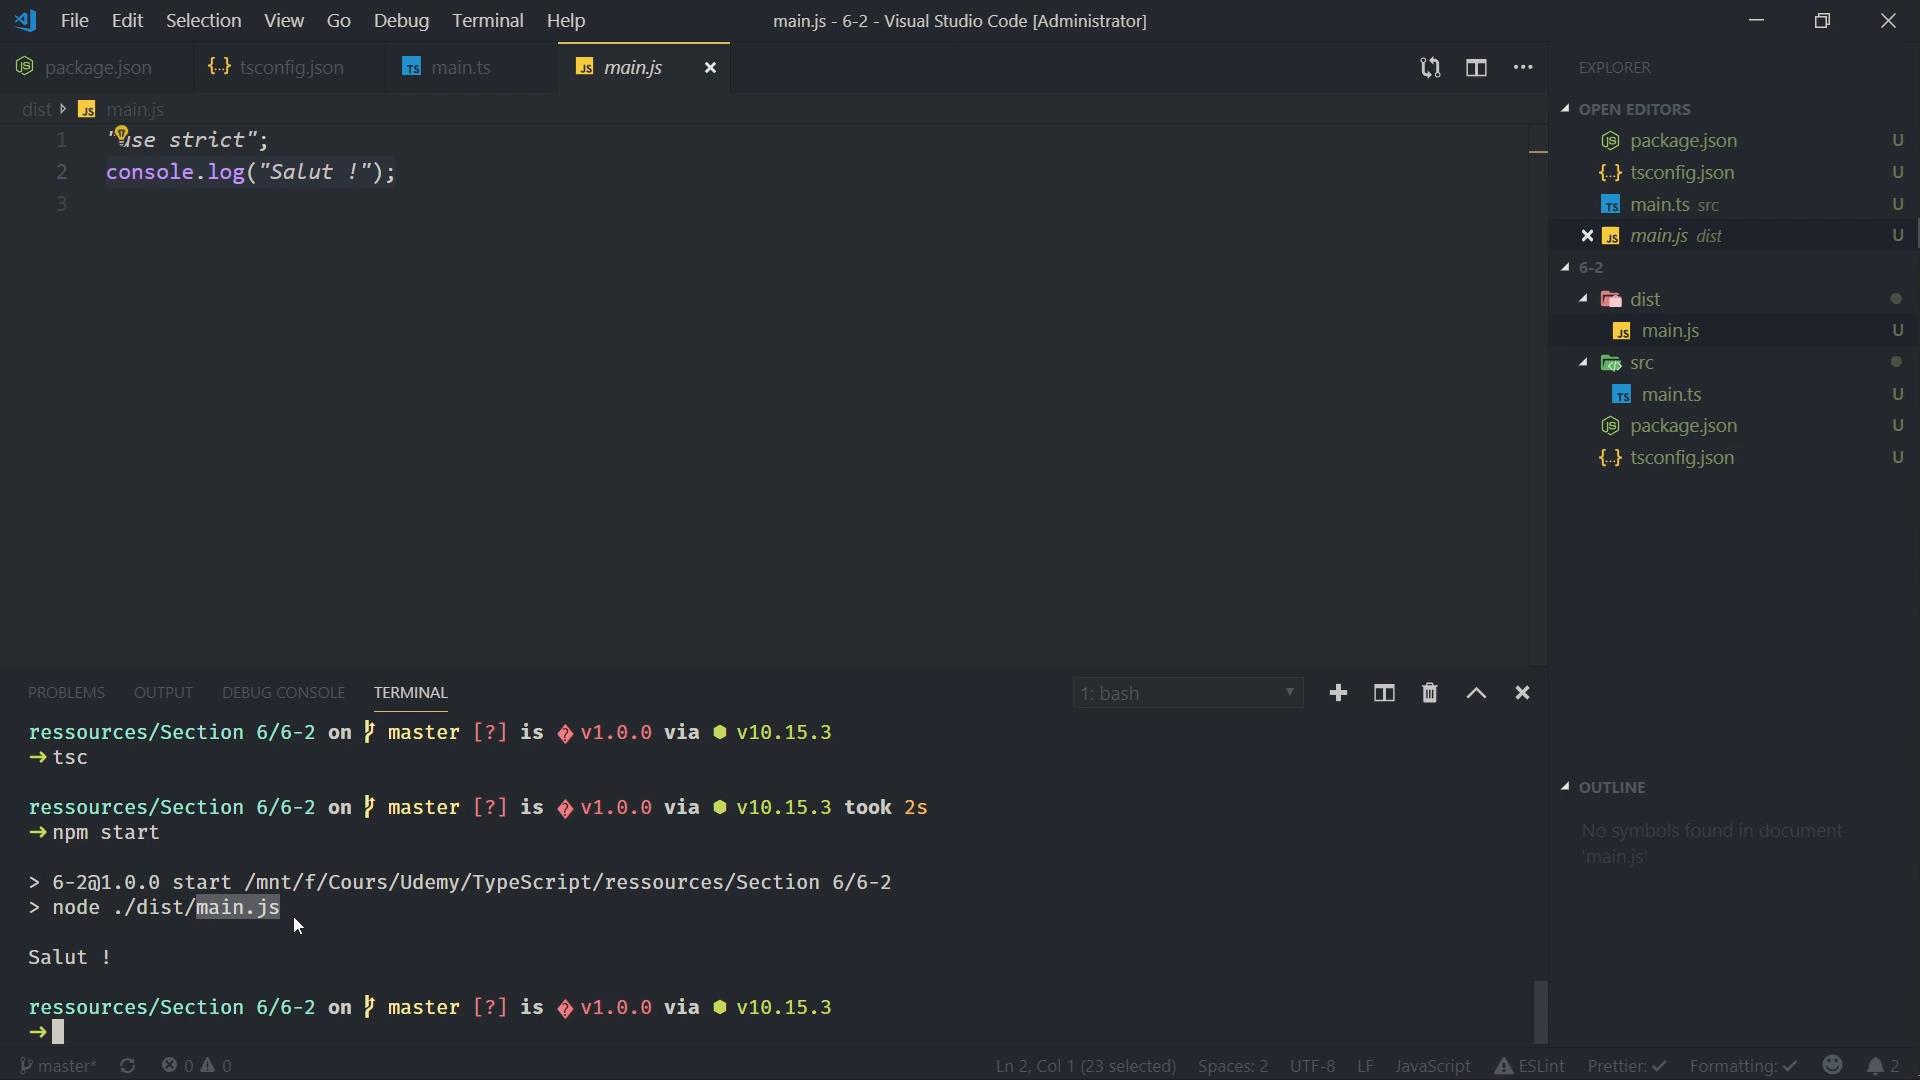 File Edit Selection View Go Debug Terminal Help
main.js - 6-2 - Visual Studio Code [Administrator]
package.json
tsconfig.json
main.ts
main.js
dist main.js
1 "use strict";
2 console.log("Salut !");
3
EXPLORER
OPEN EDITORS
package.json U
tsconfig.json U
main.ts src U
main.js dist U
6-2
dist
main.js U
src
main.ts U
package.json U
tsconfig.json U
OUTLINE
No symbols found in document
'main.js'
PROBLEMS OUTPUT DEBUG CONSOLE TERMINAL
1: bash
ressources/Section 6/6-2 on master [?] is v1.0.0 via v10.15.3
→ tsc
ressources/Section 6/6-2 on master [?] is v1.0.0 via v10.15.3 took 2s
→ npm start
> 6-2@1.0.0 start /mnt/f/Cours/Udemy/TypeScript/ressources/Section 6/6-2
> node ./dist/main.js
Salut !
ressources/Section 6/6-2 on master [?] is v1.0.0 via v10.15.3
→
master* 0 0
Ln 2, Col 1 (23 selected) Spaces: 2 UTF-8 LF JavaScript ESLint Prettier: ✓ Formatting: ✓ 2